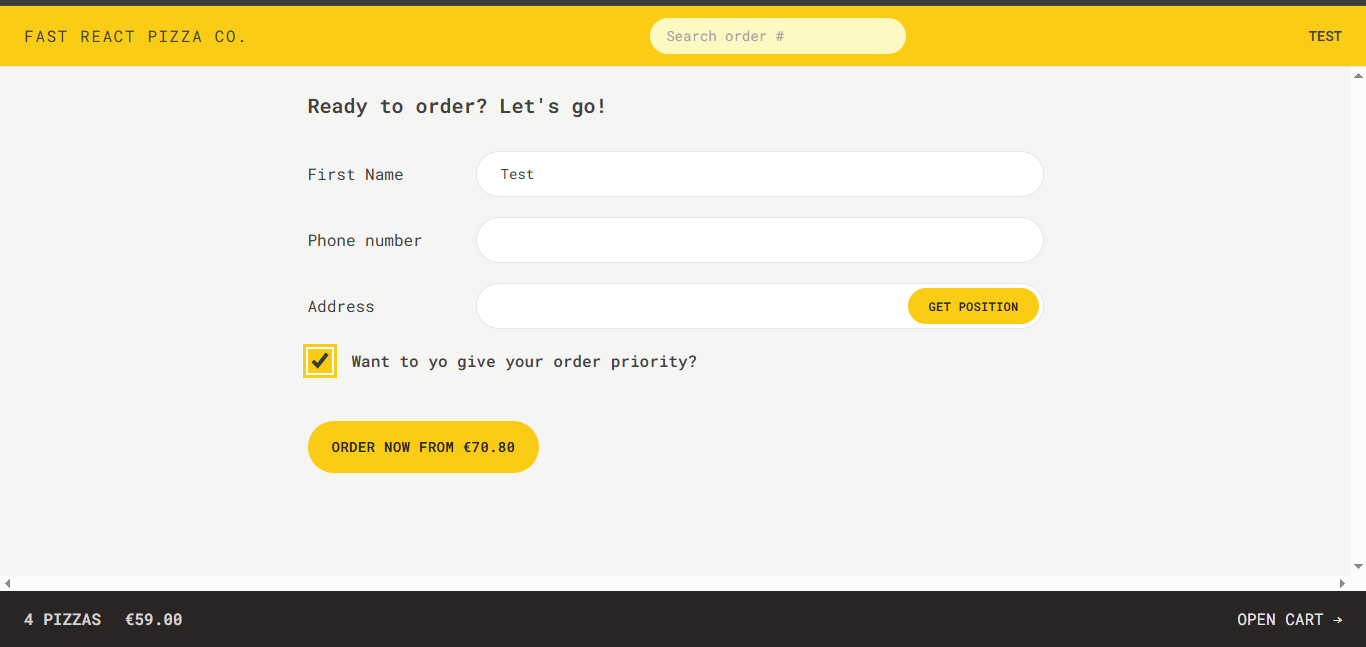 FAST REACT PIZZA CO.
Search order #
TEST
Ready to order? Let's go!
First Name
Test
Phone number
Address
GET POSITION
Want to yo give your order priority?
ORDER NOW FROM €70.80
4 PIZZAS €59.00
OPEN CART →